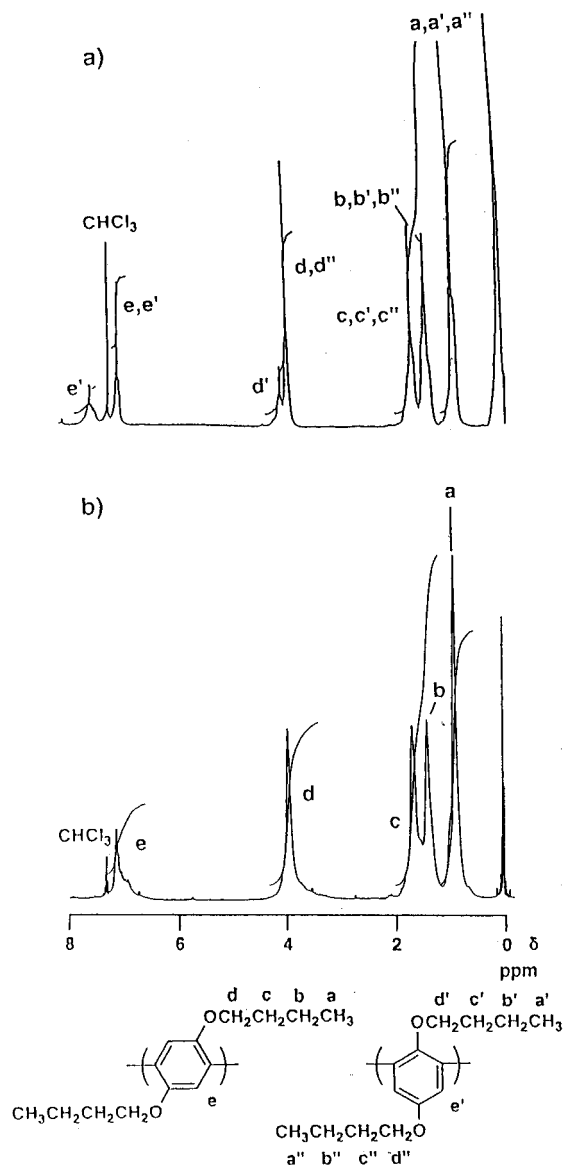 a)
a,a',a"
b,b',b"
CHCl3
d,d"
e,e'
c,c',c"
e'
d'
b)
a
b
d
c
CHCl3
e
8 6 4 2 0 δ
ppm
d c b a
OCH2CH2CH2CH3
e
CH3CH2CH2CH2O
d' c' b' a'
OCH2CH2CH2CH3
e'
CH3CH2CH2CH2O
a" b" c" d"